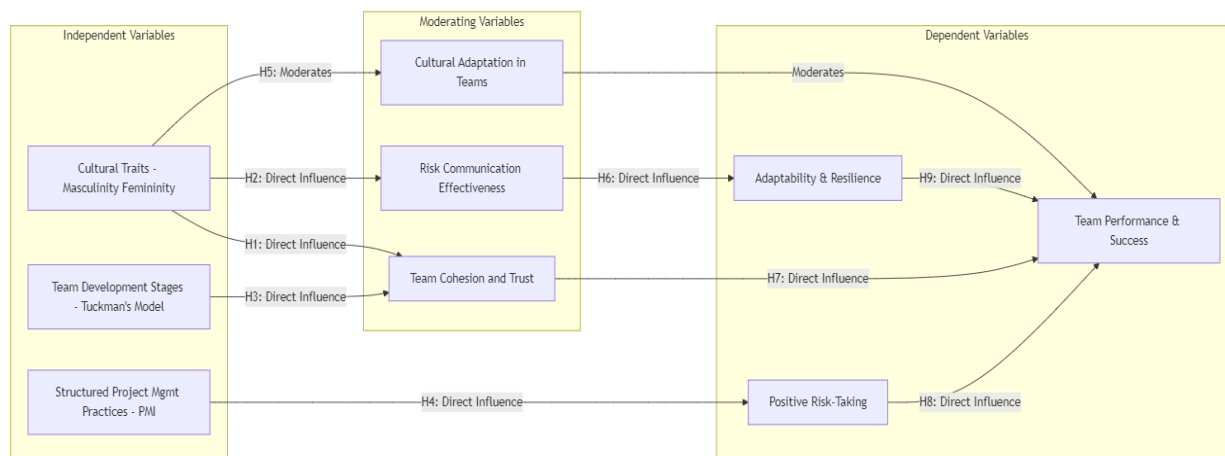 Independent Variables
Cultural Traits -
Masculinity Femininity
Team Development Stages
- Tuckman's Model
Structured Project Mgmt
Practices - PMI
H5: Moderates
H2: Direct Influence
H1: Direct Influence
H3: Direct Influence
H4: Direct Influence
Moderating Variables
Cultural Adaptation in
Teams
Risk Communication
Effectiveness
Team Cohesion and Trust
H6: Direct Influence
Dependent Variables
Moderates
Adaptability & Resilience
H9: Direct Influence
H7: Direct Influence
Positive Risk-Taking
H8: Direct Influence
Team Performance &
Success